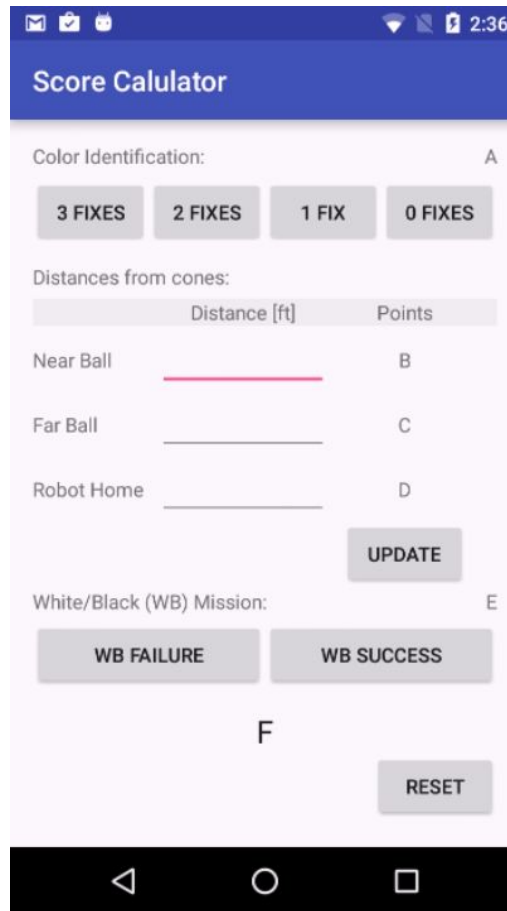 2:36
Score Calulator
Color Identification: A
3 FIXES 2 FIXES 1 FIX 0 FIXES
Distances from cones:
Distance [ft] Points
Near Ball B
Far Ball C
Robot Home D
UPDATE
White/Black (WB) Mission: E
WB FAILURE WB SUCCESS
F
RESET